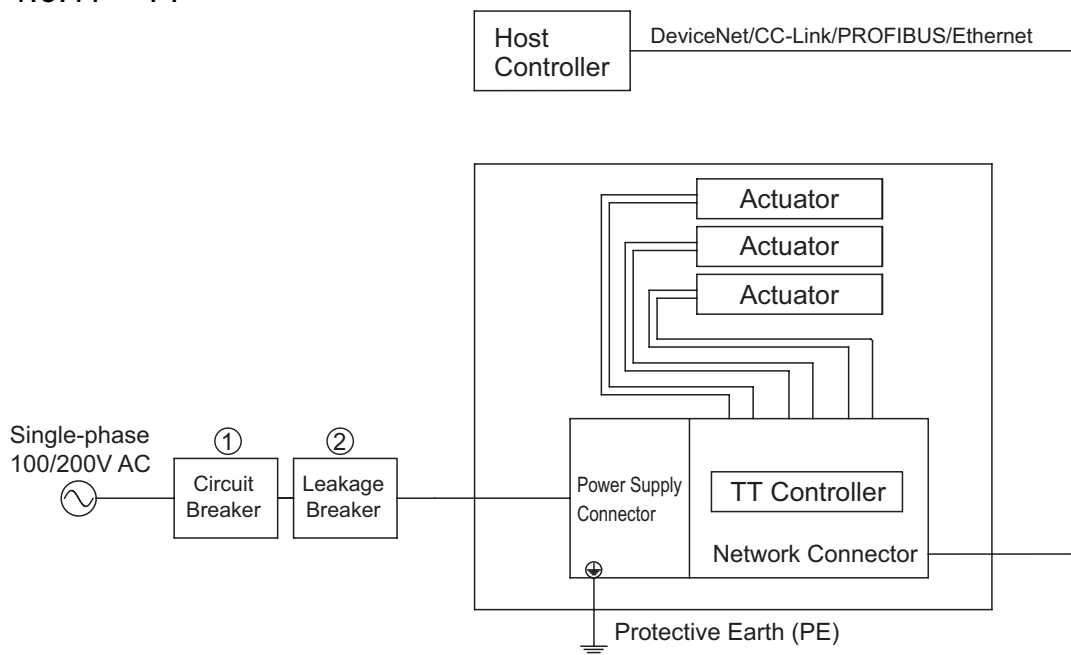 Host
Controller
DeviceNet/CC-Link/PROFIBUS/Ethernet
Actuator
Actuator
Actuator
Single-phase
100/200V AC
①
②
Circuit
Breaker
Leakage
Breaker
Power Supply
Connector
TT Controller
Network Connector
Protective Earth (PE)